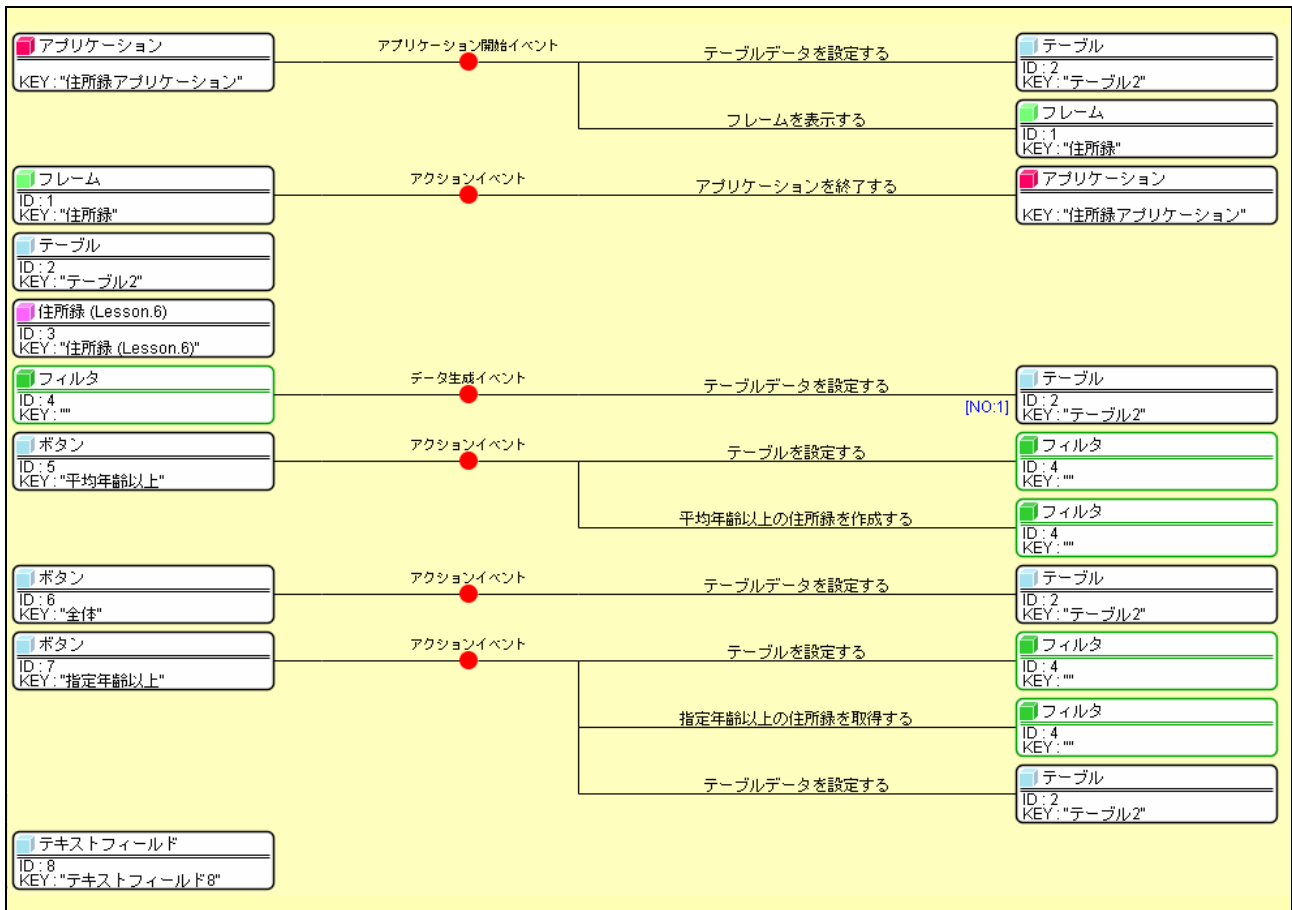 アプリケーション
KEY : "住所録アプリケーション"
アプリケーション開始イベント
テーブルデータを設定する
テーブル
ID : 2
KEY : "テーブル2"
フレームを表示する
フレーム
ID : 1
KEY : "住所録"
フレーム
ID : 1
KEY : "住所録"
アクションイベント
アプリケーションを終了する
アプリケーション
KEY : "住所録アプリケーション"
テーブル
ID : 2
KEY : "テーブル2"
住所録 (Lesson.6)
ID : 3
KEY : "住所録 (Lesson.6)"
フィルタ
ID : 4
KEY : ""
データ生成イベント
テーブルデータを設定する
[NO:1]
テーブル
ID : 2
KEY : "テーブル2"
ボタン
ID : 5
KEY : "平均年齢以上"
アクションイベント
テーブルを設定する
フィルタ
ID : 4
KEY : ""
平均年齢以上の住所録を作成する
フィルタ
ID : 4
KEY : ""
ボタン
ID : 6
KEY : "全体"
アクションイベント
テーブルデータを設定する
テーブル
ID : 2
KEY : "テーブル2"
ボタン
ID : 7
KEY : "指定年齢以上"
アクションイベント
テーブルを設定する
フィルタ
ID : 4
KEY : ""
指定年齢以上の住所録を取得する
フィルタ
ID : 4
KEY : ""
テーブルデータを設定する
テーブル
ID : 2
KEY : "テーブル2"
テキストフィールド
ID : 8
KEY : "テキストフィールド8"